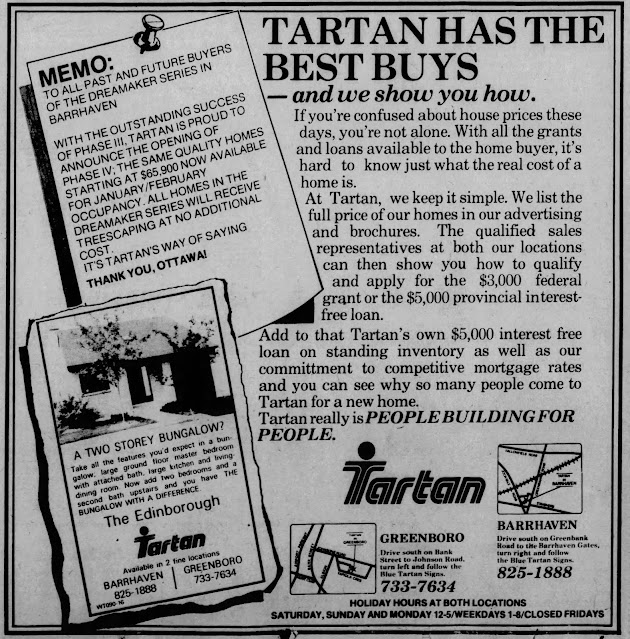 MEMO:
TO ALL PAST AND FUTURE BUYERS
OF THE DREAMAKER SERIES IN
BARRHAVEN
WITH THE OUTSTANDING SUCCESS
OF PHASE III, TARTAN IS PROUD TO
ANNOUNCE THE OPENING OF
PHASE IV; THE SAME QUALITY HOMES
STARTING AT $65,900 NOW AVAILABLE
FOR JANUARY/FEBRUARY
OCCUPANCY. ALL HOMES IN THE
DREAMAKER SERIES WILL RECEIVE
TREESCAPING AT NO ADDITIONAL
COST.
IT'S TARTAN'S WAY OF SAYING
THANK YOU, OTTAWA!
TARTAN HAS THE
BEST BUYS
—and we show you how.
If you're confused about house prices these
days, you're not alone. With all the grants
and loans available to the home buyer, it's
hard to know just what the real cost of a
home is.
At Tartan, we keep it simple. We list the
full price of our homes in our advertising
and brochures. The qualified sales
representatives at both our locations
can then show you how to qualify
and apply for the $3,000 federal
grant or the $5,000 provincial interest-
free loan.
Add to that Tartan's own $5,000 interest free
loan on standing inventory as well as our
committment to competitive mortgage rates
and you can see why so many people come to
Tartan for a new home.
Tartan really is PEOPLE BUILDING FOR
PEOPLE.
A TWO STOREY BUNGALOW?
Take all the features you'd expect in a bun-
galow, large ground floor master bedroom
with attached bath, large kitchen and living-
dining room. Now add two bedrooms and a
second bath upstairs and you have THE
BUNGALOW WITH A DIFFERENCE
The Edinborough
Tartan
Available in 2 fine locations
BARRHAVEN
825-1888
GREENBORO
733-7634
Tartan
TARTAN
IN
BARRHAVEN
BARRHAVEN
Drive south on Greenbank
Road to the Barrhaven Gates,
turn right and follow
the Blue Tartan Signs.
825-1888
TARTAN
IN
GREENBORO
GREENBORO
Drive south on Bank
Street to Johnson Road,
turn left and follow the
Blue Tartan Signs.
733-7634
HOLIDAY HOURS AT BOTH LOCATIONS
SATURDAY, SUNDAY AND MONDAY 12-5/WEEKDAYS 1-8/CLOSED FRIDAYS